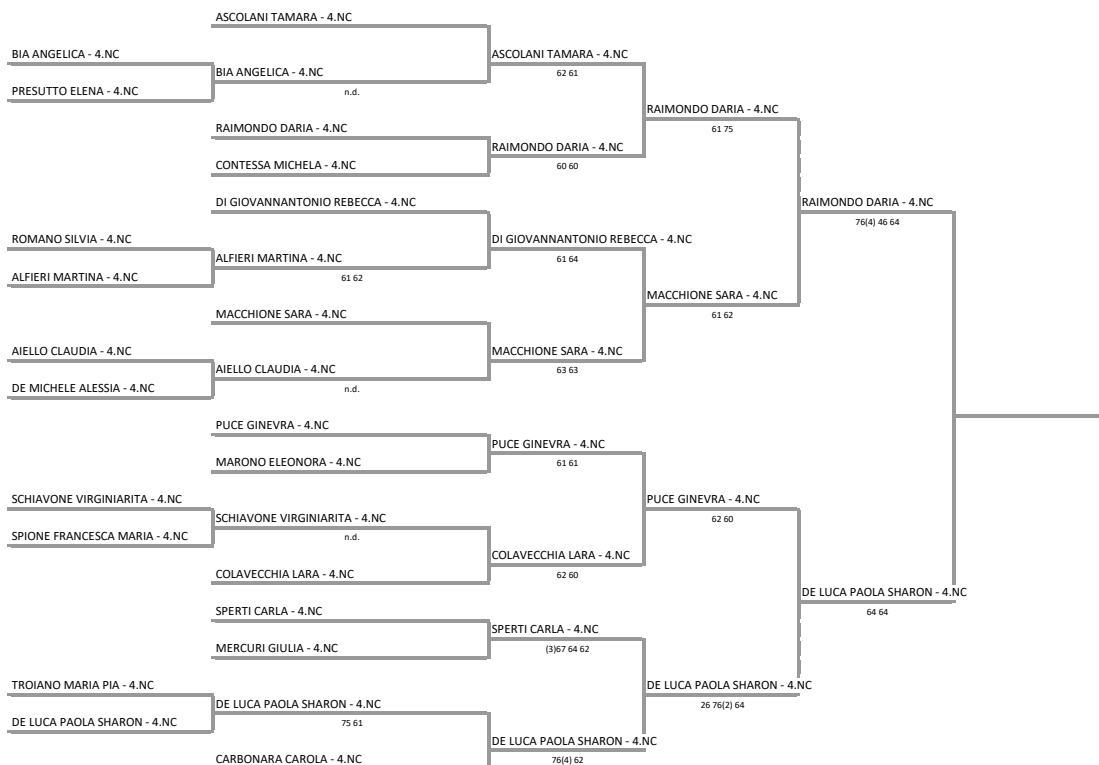 ASCOLANI TAMARA - 4.NC
BIA ANGELICA - 4.NC
ASCOLANI TAMARA - 4.NC
BIA ANGELICA - 4.NC
62 61
PRESUTTO ELENA - 4.NC
n.d.
RAIMONDO DARIA - 4.NC
RAIMONDO DARIA - 4.NC
61 75
RAIMONDO DARIA - 4.NC
CONTESSA MICHELA - 4.NC
60 60
DI GIOVANNANTONIO REBECCA - 4.NC
RAIMONDO DARIA - 4.NC
76(4) 46 64
ROMANO SILVIA - 4.NC
DI GIOVANNANTONIO REBECCA - 4.NC
ALFIERI MARTINA - 4.NC
61 64
ALFIERI MARTINA - 4.NC
61 62
MACCHIONE SARA - 4.NC
MACCHIONE SARA - 4.NC
61 62
AIELLO CLAUDIA - 4.NC
MACCHIONE SARA - 4.NC
AIELLO CLAUDIA - 4.NC
63 63
DE MICHELE ALESSIA - 4.NC
n.d.
PUCE GINEVRA - 4.NC
PUCE GINEVRA - 4.NC
MARONO ELEONORA - 4.NC
61 61
SCHIAVONE VIRGINIARITA - 4.NC
PUCE GINEVRA - 4.NC
SCHIAVONE VIRGINIARITA - 4.NC
62 60
SPIONE FRANCESCA MARIA - 4.NC
n.d.
COLAVECCHIA LARA - 4.NC
COLAVECCHIA LARA - 4.NC
62 60
DE LUCA PAOLA SHARON - 4.NC
SPERTI CARLA - 4.NC
64 64
SPERTI CARLA - 4.NC
MERCURI GIULIA - 4.NC
(3)67 64 62
TROIANO MARIA PIA - 4.NC
DE LUCA PAOLA SHARON - 4.NC
DE LUCA PAOLA SHARON - 4.NC
26 76(2) 64
DE LUCA PAOLA SHARON - 4.NC
75 61
DE LUCA PAOLA SHARON - 4.NC
CARBONARA CAROLA - 4.NC
76(4) 62